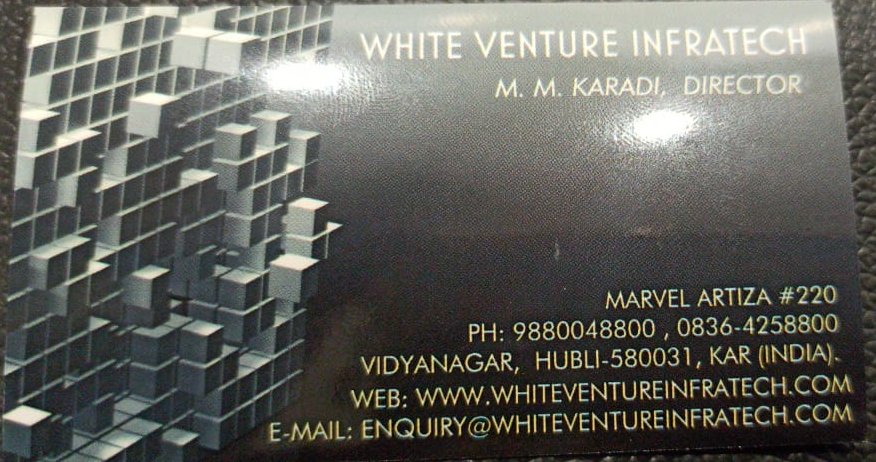 WHITE VENTURE INFRATECH
M. M. KARADI, DIRECTOR
MARVEL ARTIZA #220
PH: 9880048800 , 0836-4258800
VIDYANAGAR, HUBLI-580031, KAR (INDIA).
WEB: WWW.WHITEVENTUREINFRATECH.COM
E-MAIL: ENQUIRY@WHITEVENTUREINFRATECH.COM